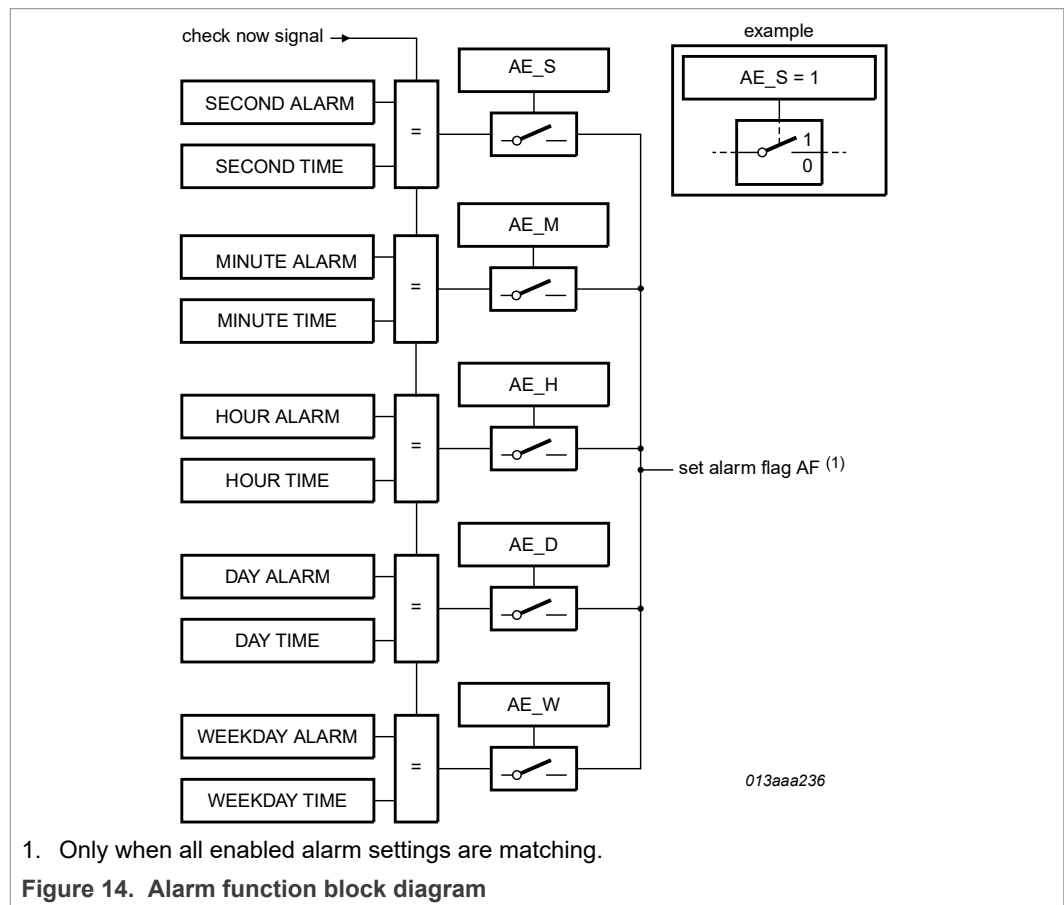 check now signal
example
AE_S
AE_S = 1
SECOND ALARM
=
1
SECOND TIME
0
AE_M
MINUTE ALARM
=
MINUTE TIME
AE_H
HOUR ALARM
=
set alarm flag AF (1)
HOUR TIME
AE_D
DAY ALARM
=
DAY TIME
AE_W
WEEKDAY ALARM
=
013aaa236
WEEKDAY TIME
1. Only when all enabled alarm settings are matching.
Figure 14. Alarm function block diagram